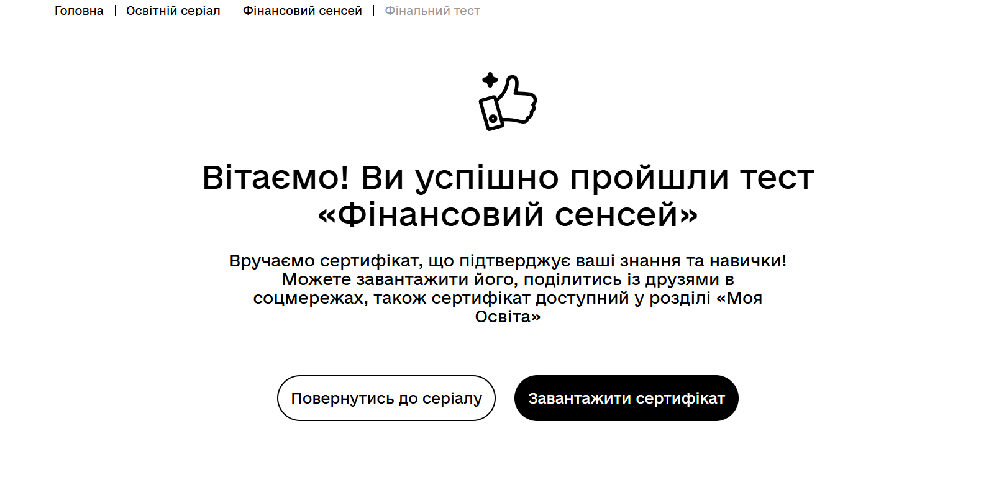 Головна | Освітній серіал | Фінансовий сенсей | Фінальний тест
Вітаємо! Ви успішно пройшли тест
«Фінансовий сенсей»
Вручаємо сертифікат, що підтверджує ваші знання та навички!
Можете завантажити його, поділитись із друзями в
соцмережах, також сертифікат доступний у розділі «Моя
Освіта»
Повернутись до серіалу
Завантажити сертифікат